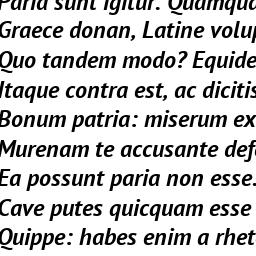 Paria sunt igitur. Quamqua
Graece donan, Latine volup
Quo tandem modo? Equide
Itaque contra est, ac dicitis
Bonum patria: miserum ex
Murenam te accusante defe
Ea possunt paria non esse.
Cave putes quicquam esse
Quippe: habes enim a rhet